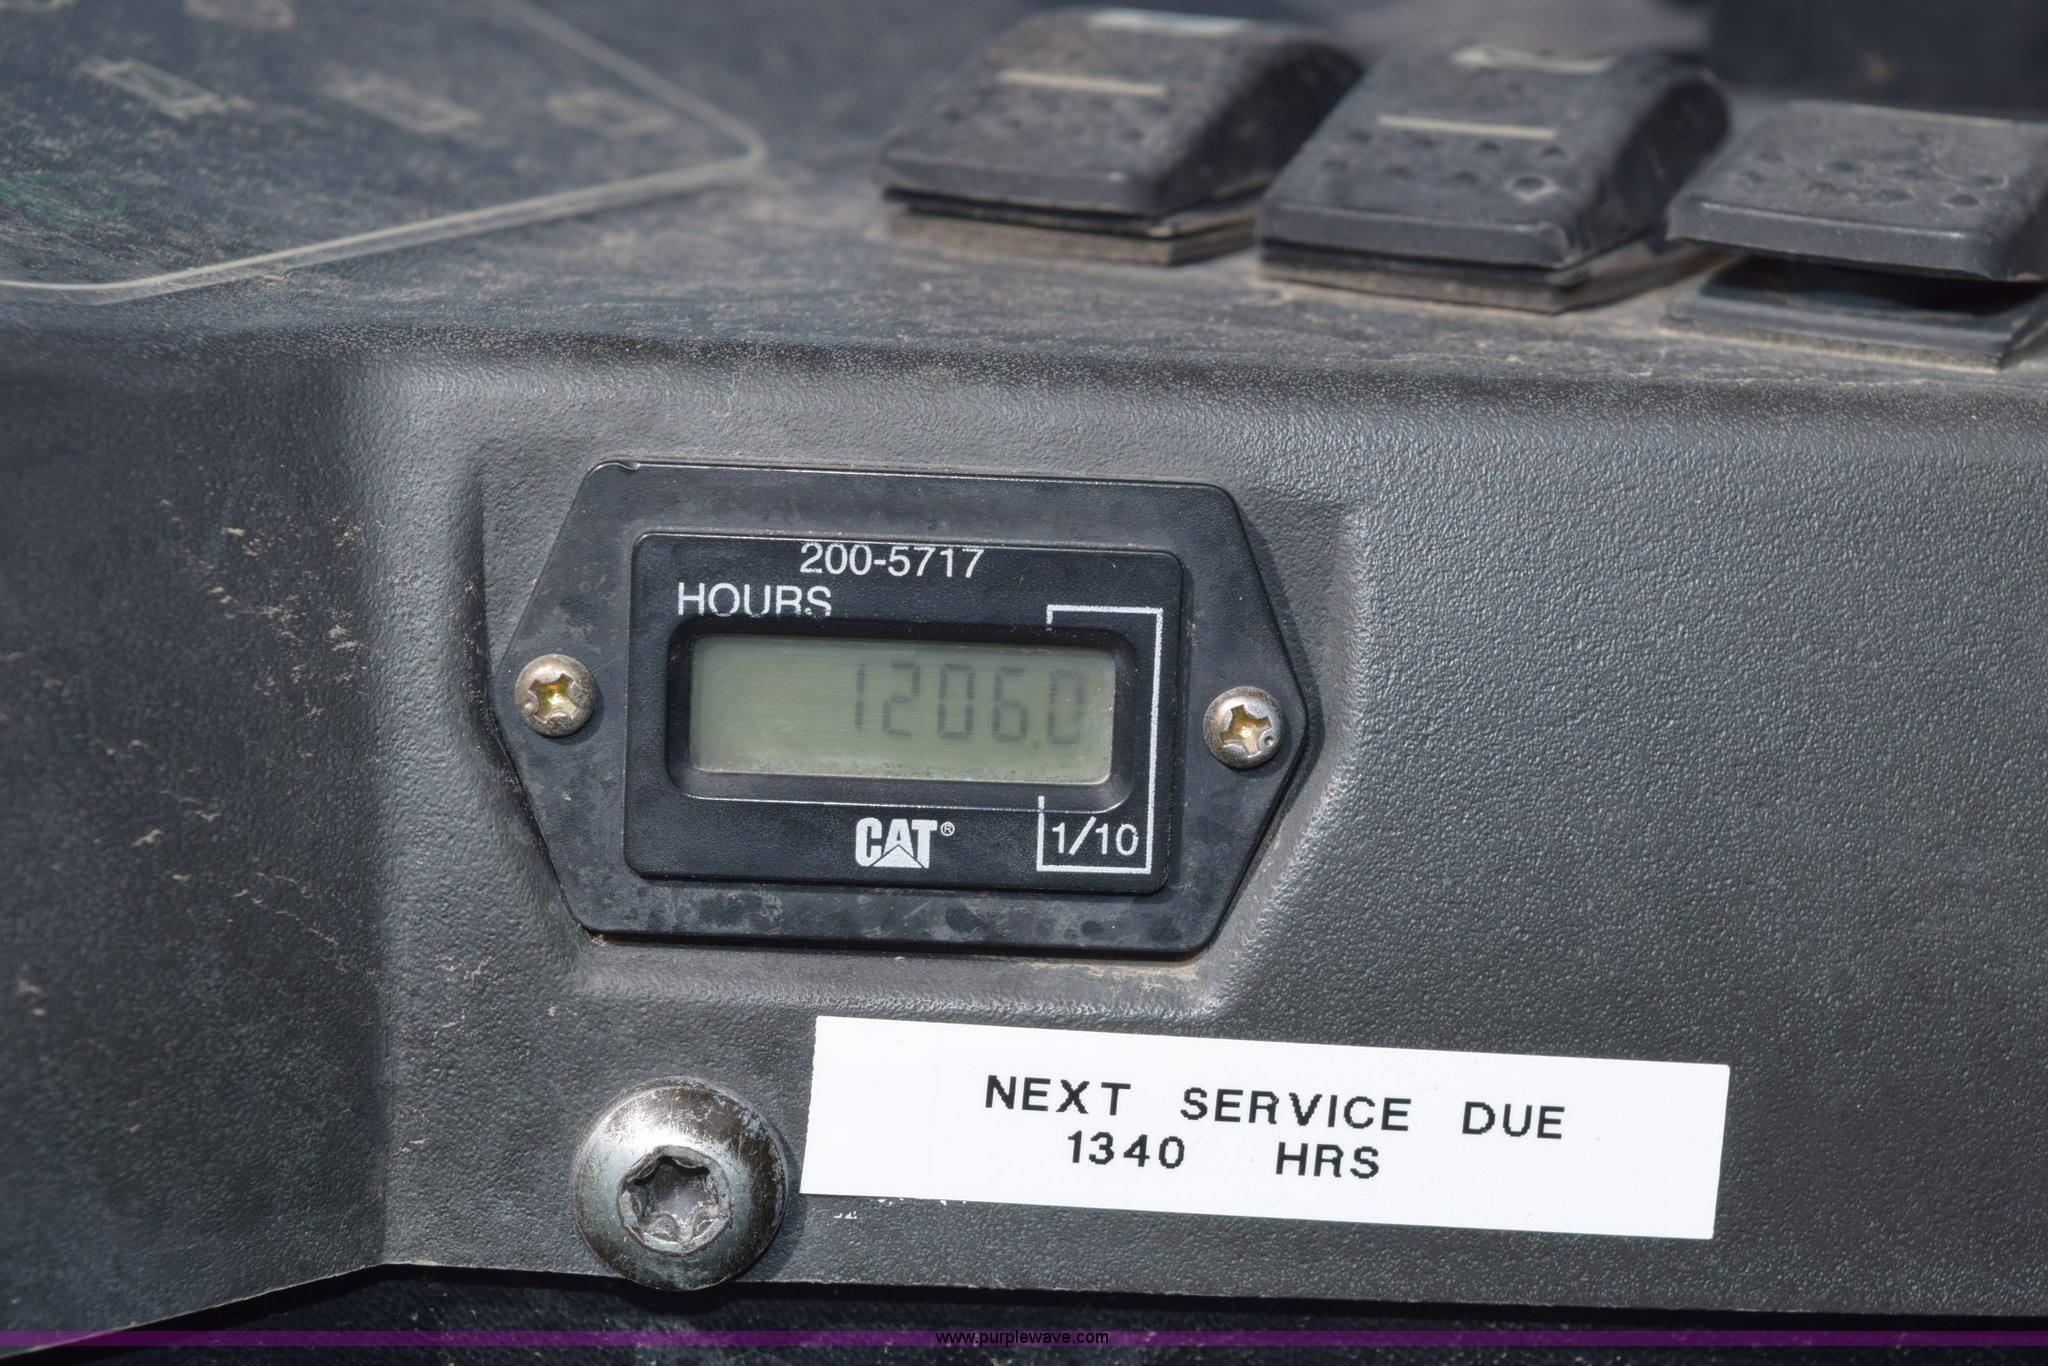 200-5717
HOURS
1206.0
CAT®
1/10
NEXT SERVICE DUE
1340 HRS
www.purplewave.com